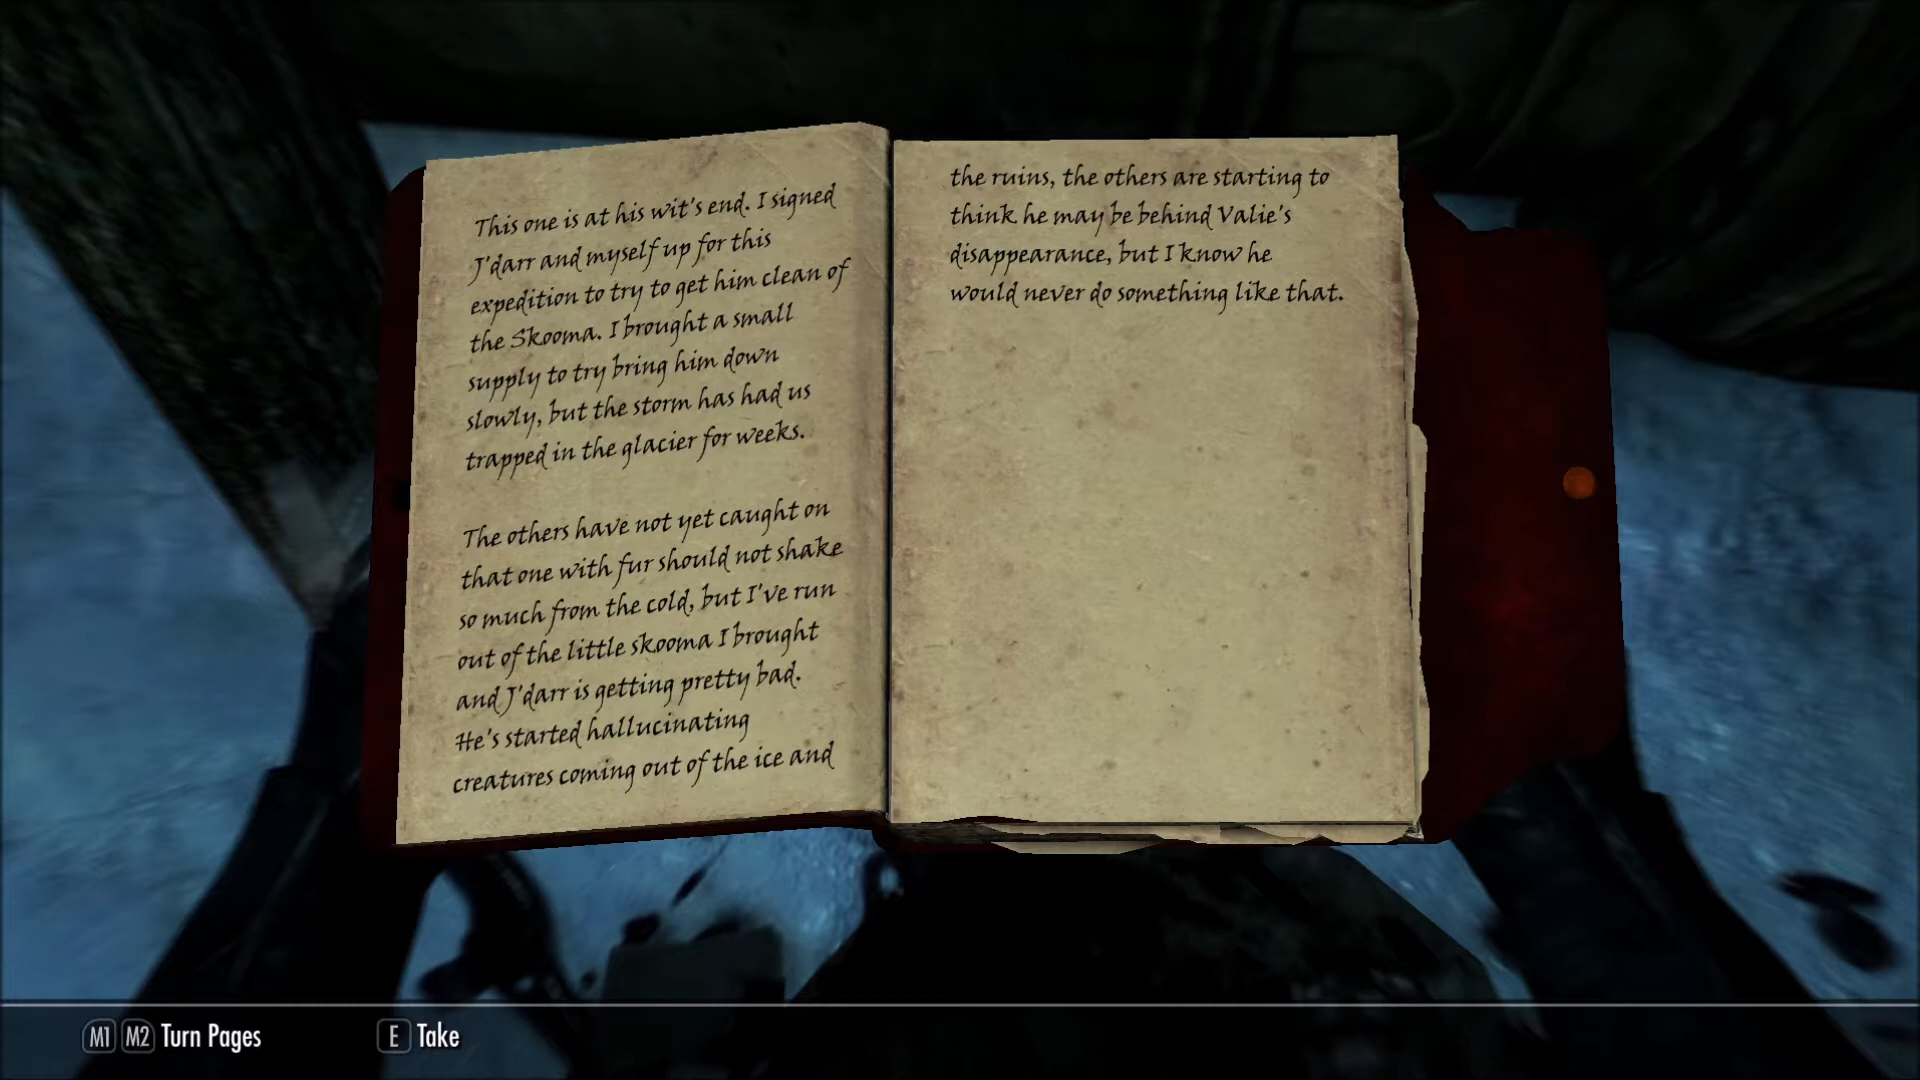 This one is at his wit's end. I signed
J'darr and myself up for this
expedition to try to get him clean of
the Skooma. I brought a small
supply to try bring him down
slowly, but the storm has had us
trapped in the glacier for weeks.
The others have not yet caught on
that one with fur should not shake
so much from the cold, but I've run
out of the little skooma I brought
and J'darr is getting pretty bad.
He's started hallucinating
creatures coming out of the ice and
the ruins, the others are starting to
think he may be behind Valie's
disappearance, but I know he
would never do something like that.
M1 M2 Turn Pages
E Take